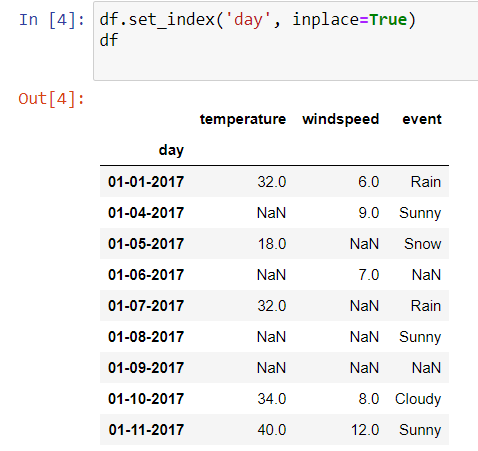 In [4]: df.set_index('day', inplace=True)
df
Out[4]:
temperature windspeed event
day
01-01-2017 32.0 6.0 Rain
01-04-2017 NaN 9.0 Sunny
01-05-2017 18.0 NaN Snow
01-06-2017 NaN 7.0 NaN
01-07-2017 32.0 NaN Rain
01-08-2017 NaN NaN Sunny
01-09-2017 NaN NaN NaN
01-10-2017 34.0 8.0 Cloudy
01-11-2017 40.0 12.0 Sunny